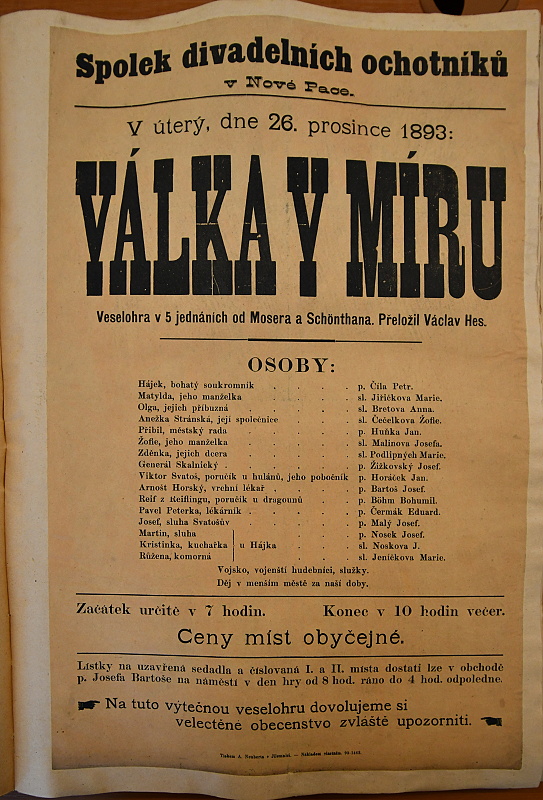 Spolek divadelních ochotníků
v Nové Pace.
V úterý, dne 26. prosince 1893:
VÁLKA V MÍRU
Veselohra v 5 jednáních od Mosera a Schönthana. Přeložil Václav Hes.
OSOBY:
Hájek, bohatý soukromník . . . . p. Číla Petr.
Matylda, jeho manželka . . . . sl. Jiřičkova Marie.
Olga, jejich příbuzná . . . . sl. Bretova Anna.
Anežka Stránská, její společnice . . . sl. Čečelkova Žofie.
Přibil, městský rada . . . . p. Huňka Jan.
Žofie, jeho manželka . . . . sl. Malinova Josefa.
Zděnka, jejich dcera . . . . sl. Podlipných Marie.
Generál Skalnický . . . . . p. Žižkovský Josef.
Viktor Svatoš, poručík u hulánů, jeho pobočník p. Horáček Jan.
Arnošt Horský, vrchní lékař . . . . p. Bartoš Josef.
Reif z Reiflingu, poručík u dragounů . . p. Böhm Bohumil.
Pavel Peterka, lékárník . . . . . p. Čermák Eduard.
Josef, sluha Svatošův . . . . p. Malý Josef.
Martin, sluha . . . p. Nosek Josef.
Kristinka, kuchařka u Hájka . . . sl. Noskova J.
Růžena, komorná . . . sl. Jeníčkova Marie.
Vojsko, vojenští hudebníci, služky.
Děj v menším městě za naší doby.
Začátek určitě v 7 hodin. Konec v 10 hodin večer.
Ceny míst obyčejné.
Lístky na uzavřená sedadla a číslovaná I. a II. místa dostati lze v obchodě
p. Josefa Bartoše na náměstí v den hry od 8 hod. ráno do 4 hod. odpoledne.
Na tuto výtečnou veselohru dovolujeme si
velectěné obecenstvo zvláště upozorniti.
Tiskem A. Neuberta v Jilemnici. — Nákladem vlastním.